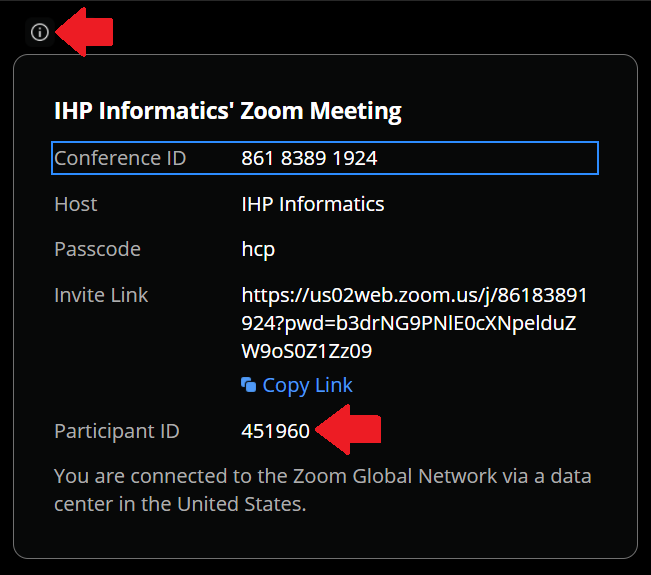 IHP Informatics' Zoom Meeting
Conference ID 861 8389 1924
Host IHP Informatics
Passcode hcp
Invite Link https://us02web.zoom.us/j/86183891
924?pwd=b3drNG9PNlE0cXNpelduZ
W9oS0Z1Zz09
Copy Link
Participant ID 451960
You are connected to the Zoom Global Network via a data
center in the United States.